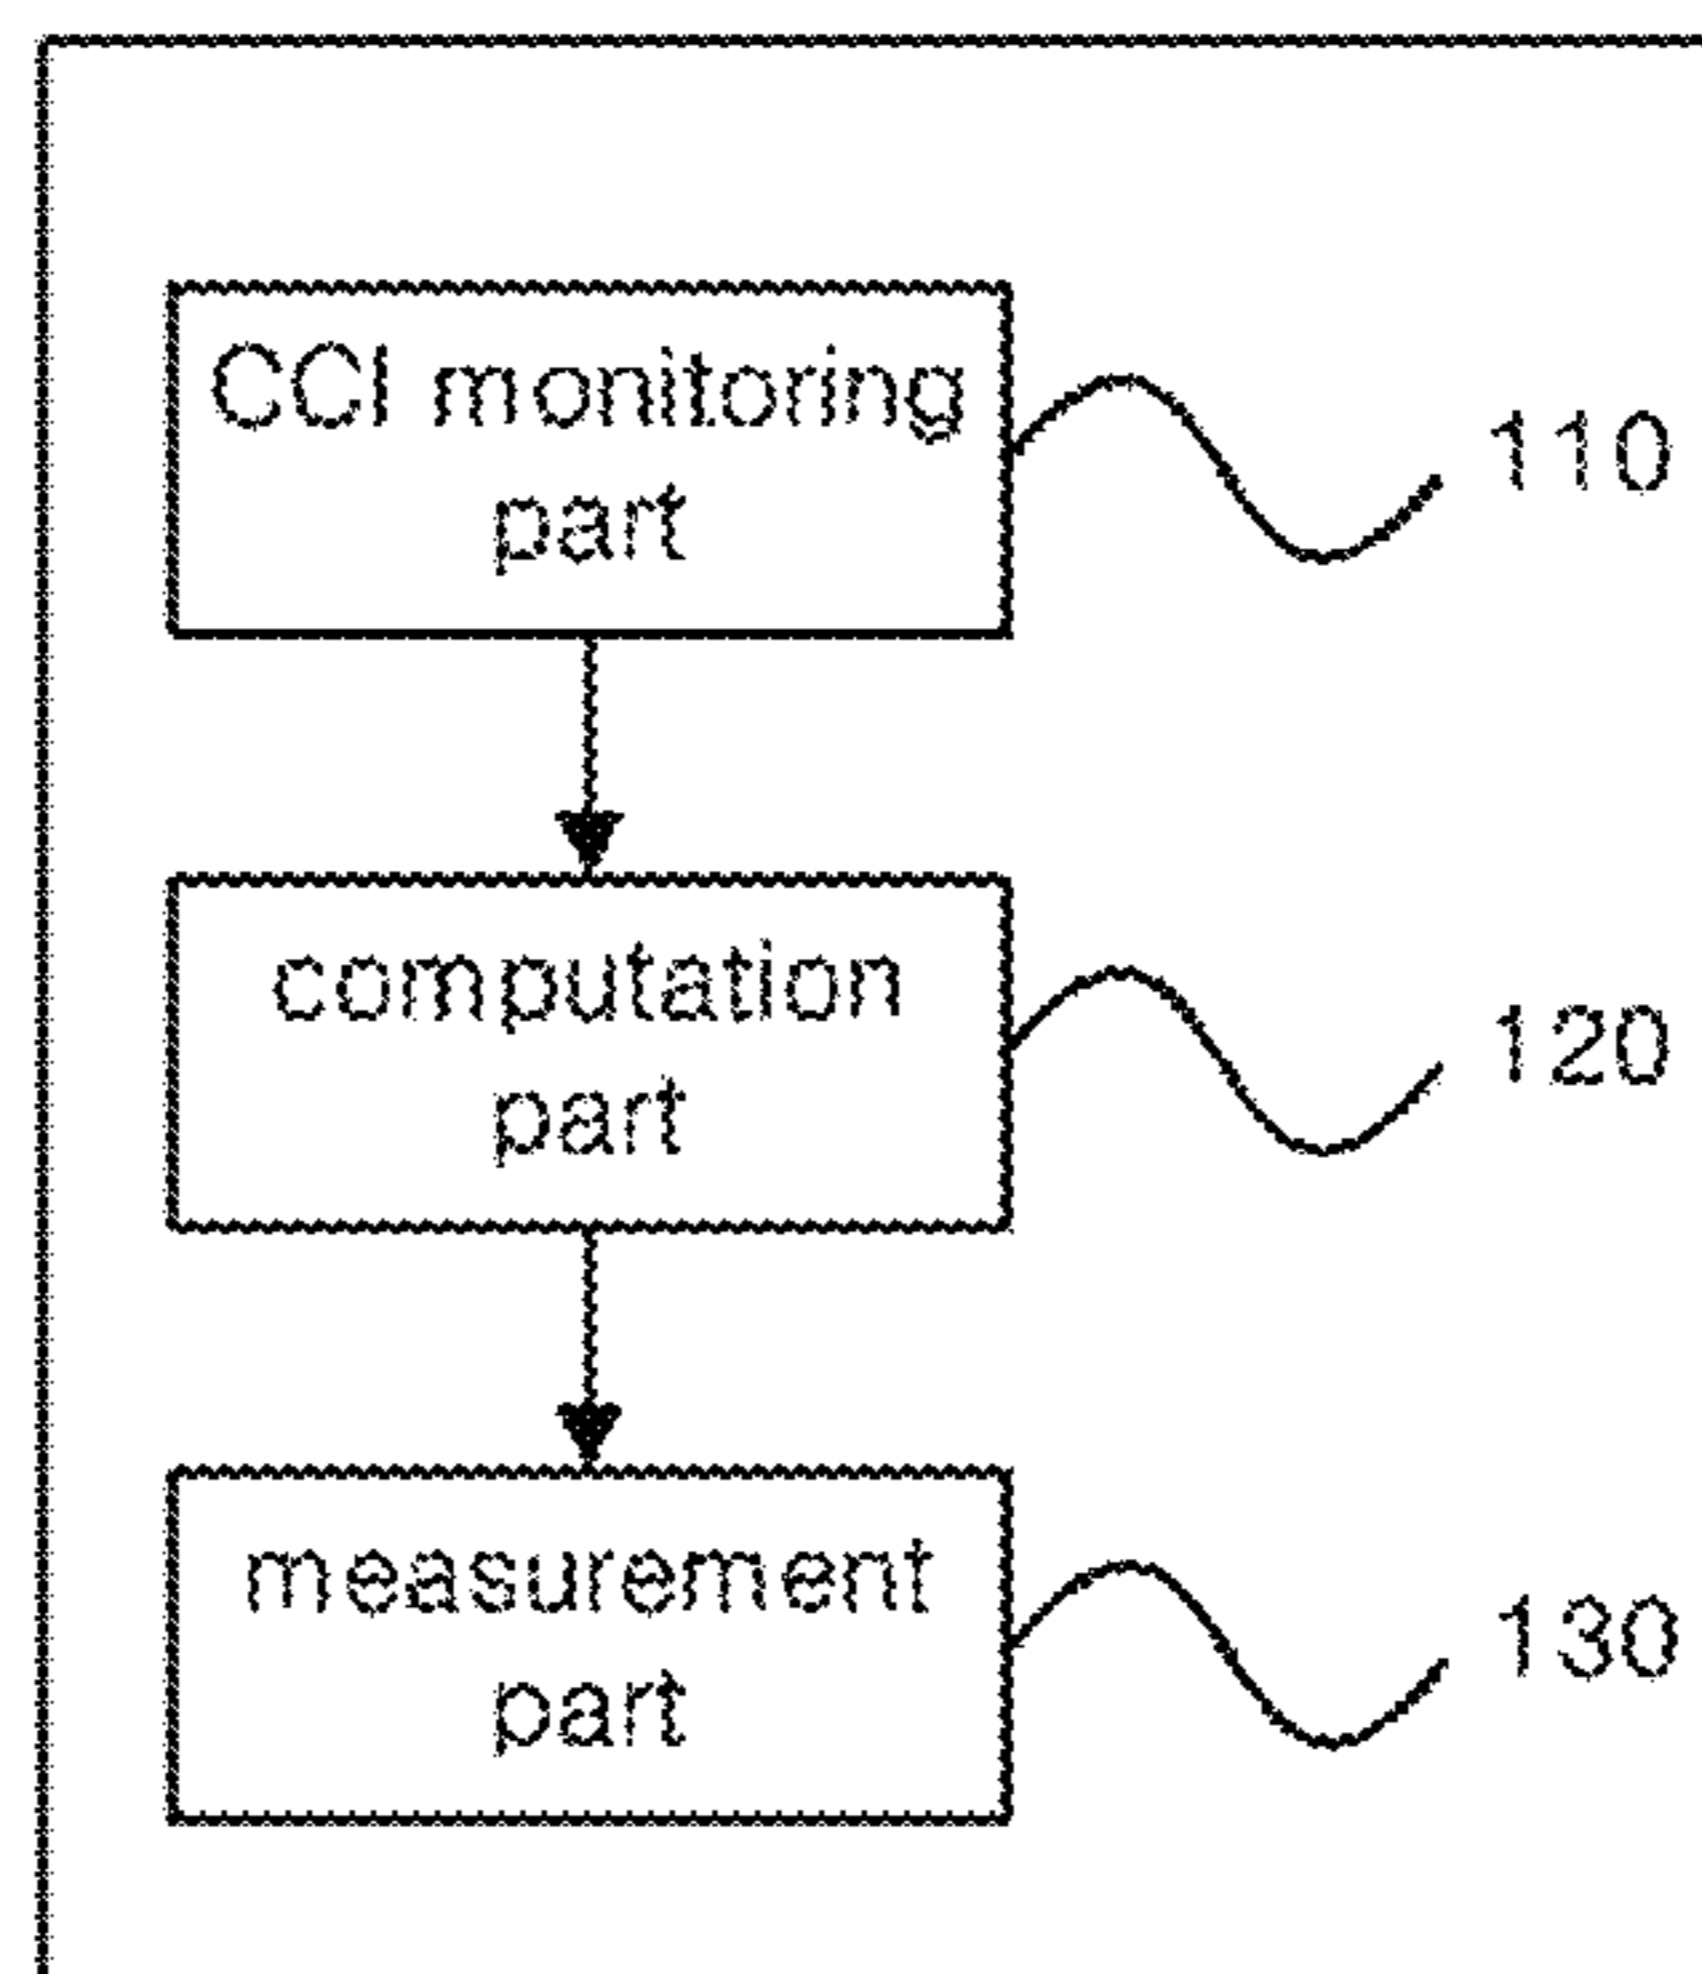 CCI monitoring
part
110
computation
part
120
measurement
part
130